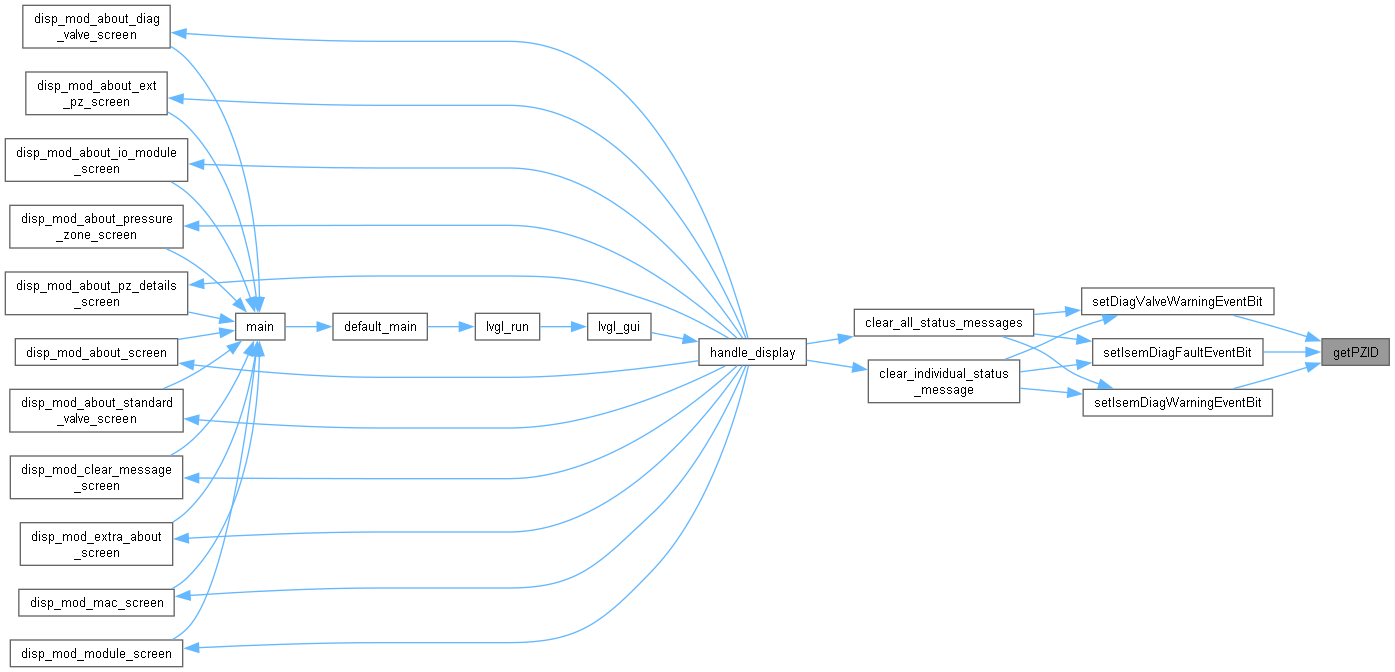 disp_mod_about_diag
_valve_screen
disp_mod_about_ext
_pz_screen
disp_mod_about_io_module
_screen
disp_mod_about_pressure
_zone_screen
disp_mod_about_pz_details
_screen
disp_mod_about_screen
disp_mod_about_standard
_valve_screen
disp_mod_clear_message
_screen
disp_mod_extra_about
_screen
disp_mod_mac_screen
disp_mod_module_screen
main
default_main
lvgl_run
lvgl_gui
handle_display
clear_all_status_messages
clear_individual_status
_message
setDiagValveWarningEventBit
setIsemDiagFaultEventBit
setIsemDiagWarningEventBit
getPZID